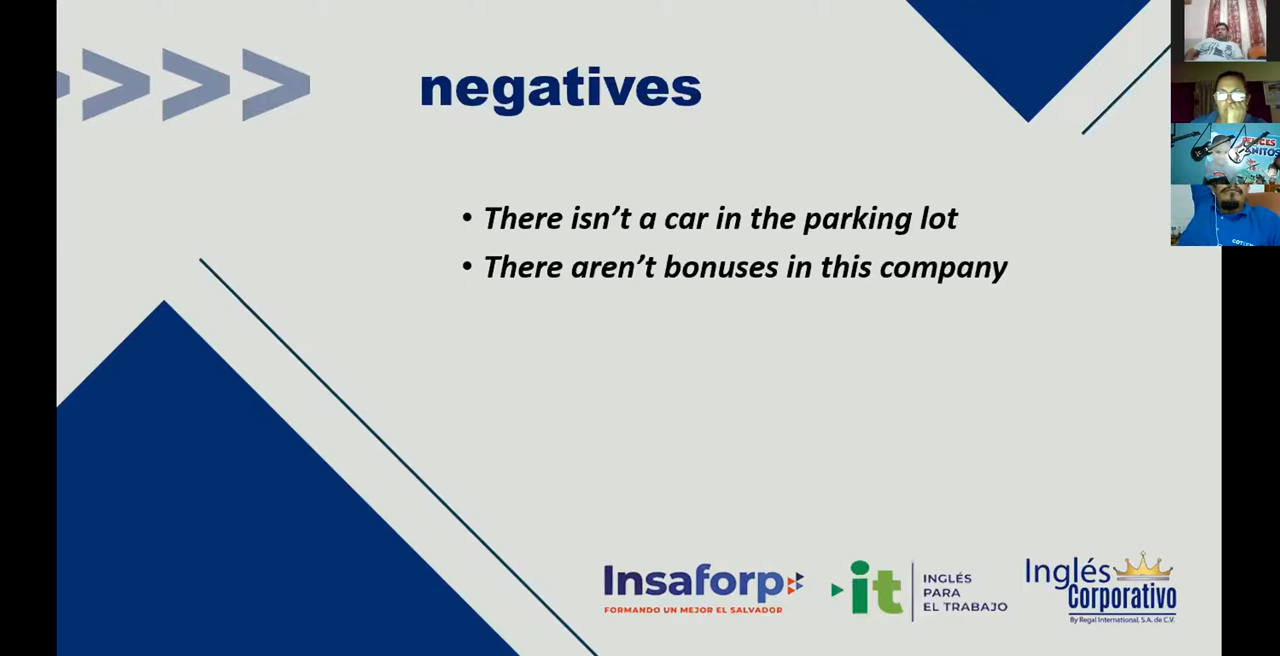 negatives
• There isn’t a car in the parking lot
• There aren’t bonuses in this company
Insaforp
FORMANDO UN MEJOR EL SALVADOR
it
INGLÉS
PARA
EL TRABAJO
Inglés
Corporativo
By Regal International, S.A. de C.V.